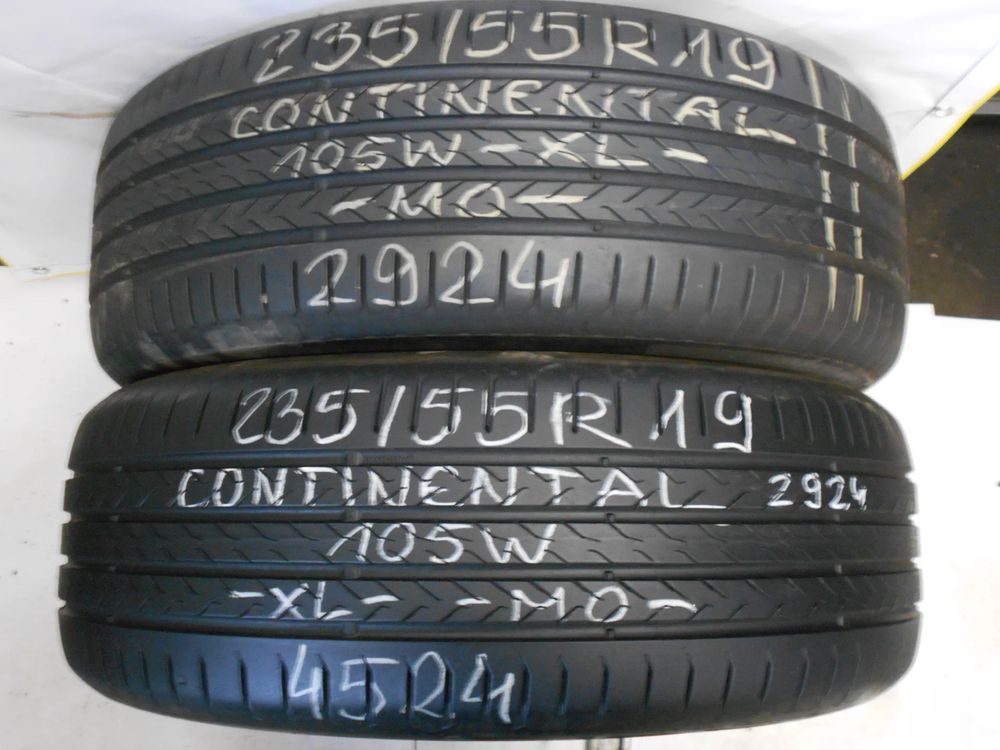 235/55R19
CONTINENTAL
105W-XL-
-MO-
2924
235/55R19
CONTINENTAL 2924
105W
-XL- -MO-
4524